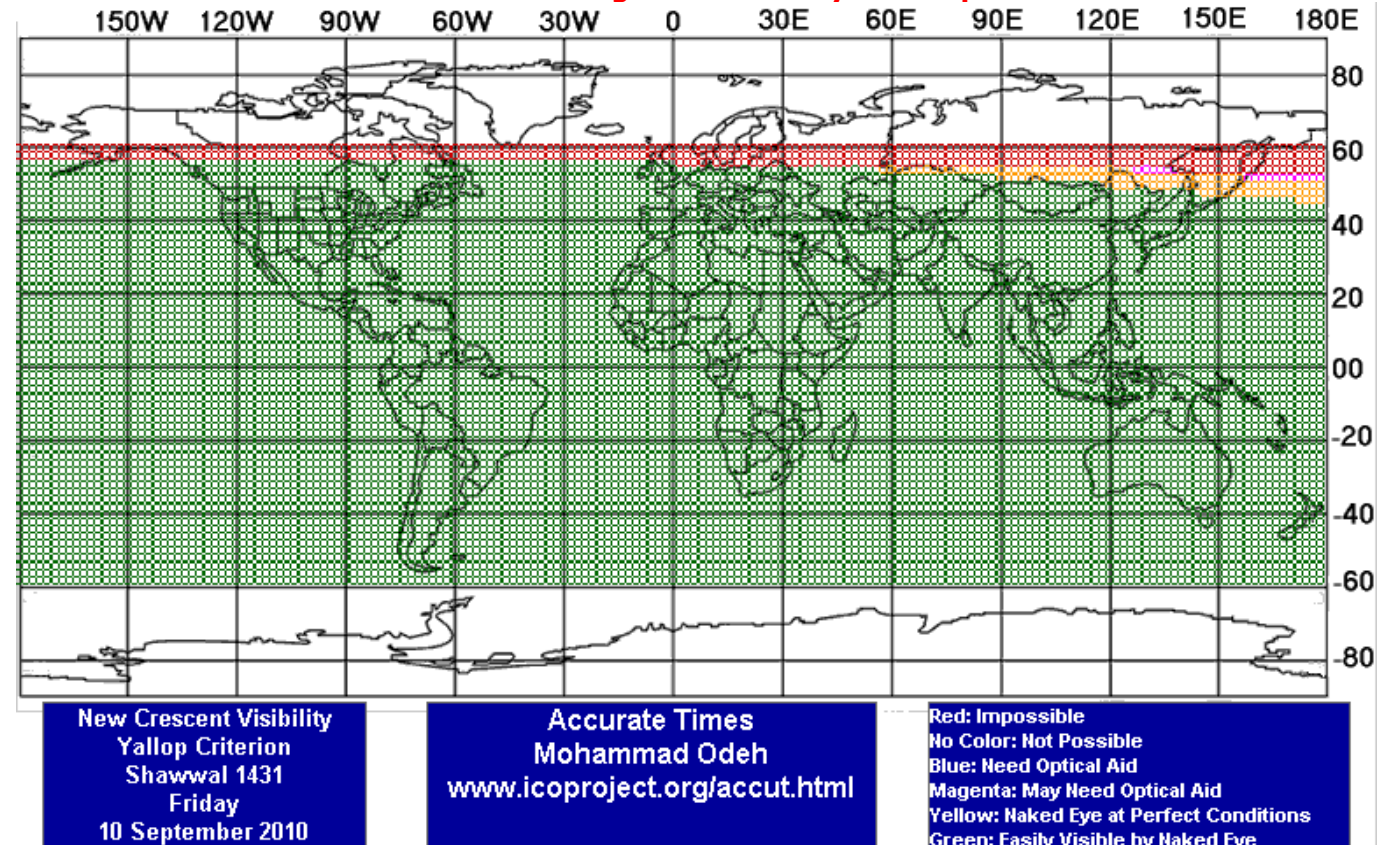 150W 120W 90W 60W 30W 0 30E 60E 90E 120E 150E 180E
80
60
40
20
00
-20
-40
-60
-80
New Crescent Visibility
Yallop Criterion
Shawwal 1431
Friday
10 September 2010
Accurate Times
Mohammad Odeh
www.icoproject.org/accut.html
Red: Impossible
No Color: Not Possible
Blue: Need Optical Aid
Magenta: May Need Optical Aid
Yellow: Naked Eye at Perfect Conditions
Green: Easily Visible by Naked Eye